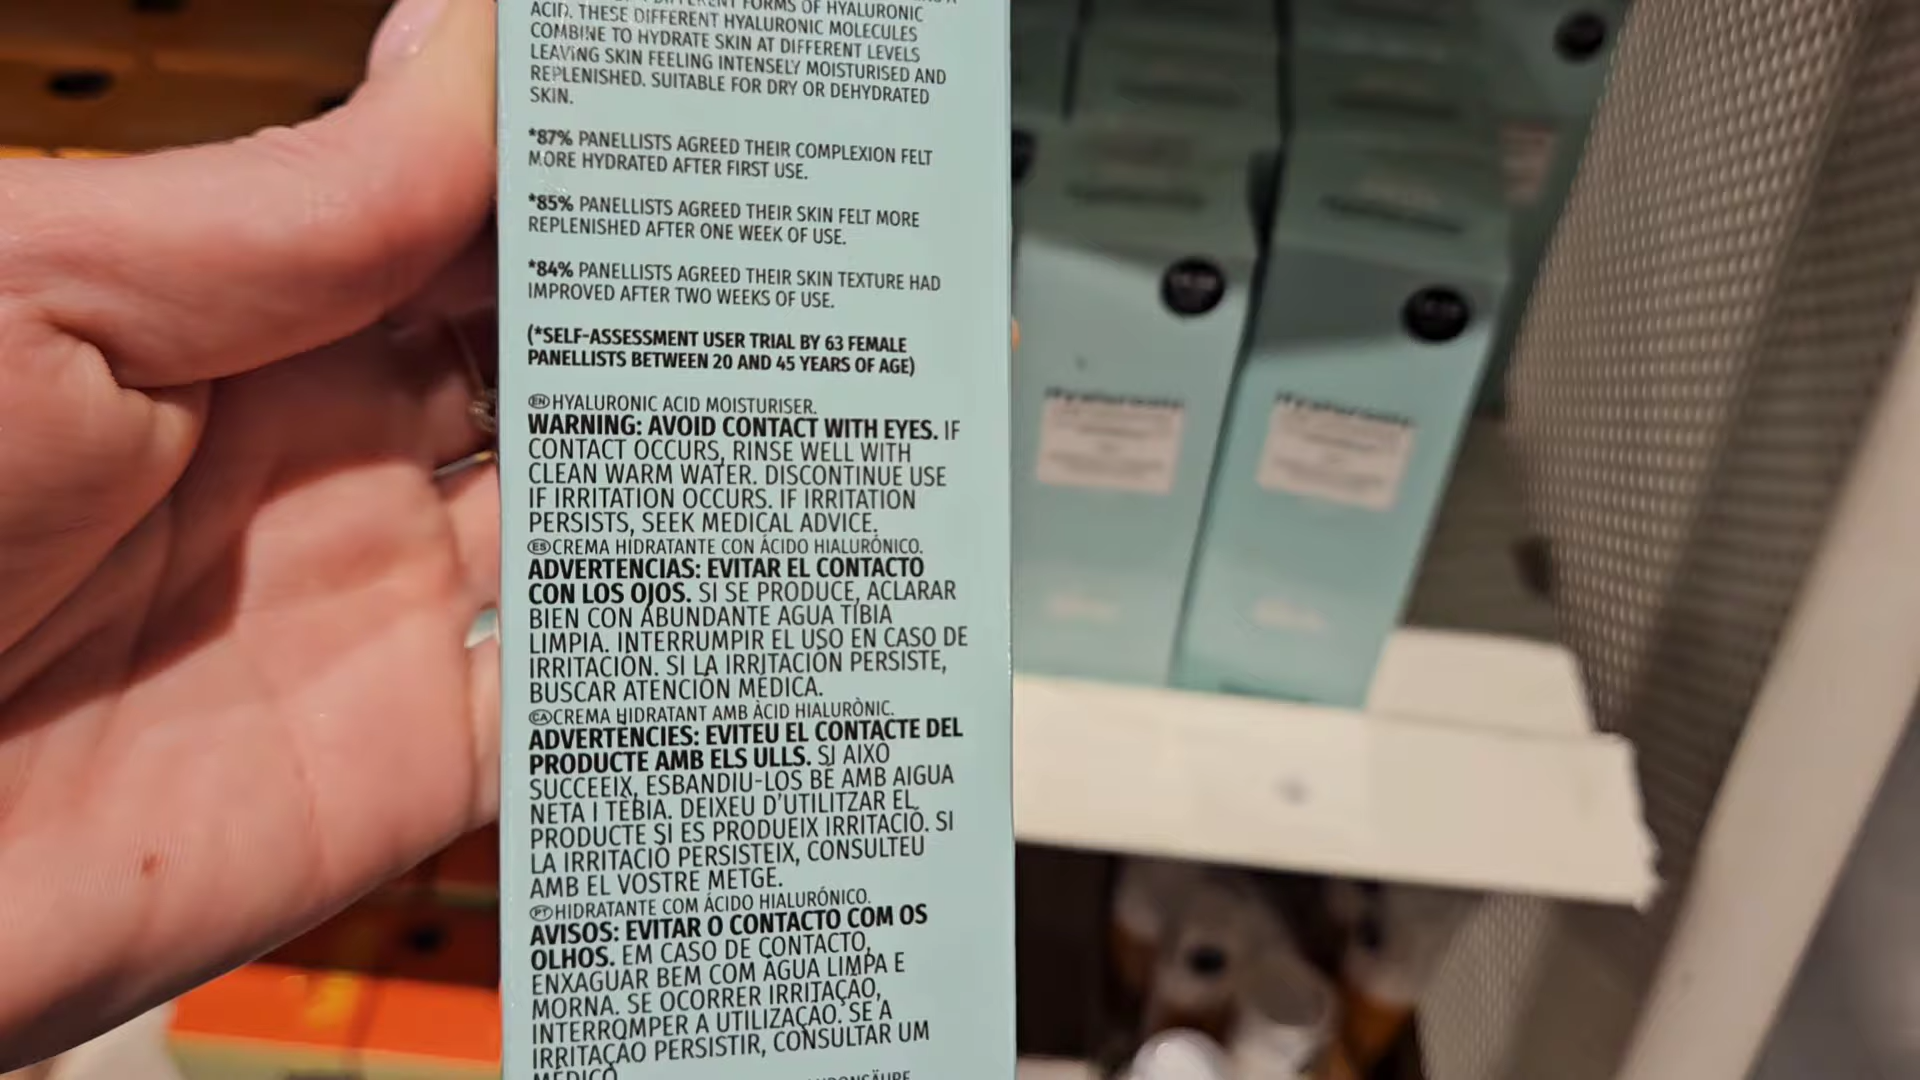 FORMS OF HYALURONIC
ACID. THESE DIFFERENT HYALURONIC MOLECULES
COMBINE TO HYDRATE SKIN AT DIFFERENT LEVELS
LEAVING SKIN FEELING INTENSELY MOISTURISED AND
REPLENISHED. SUITABLE FOR DRY OR DEHYDRATED
SKIN.
*87% PANELLISTS AGREED THEIR COMPLEXION FELT
MORE HYDRATED AFTER FIRST USE.
*85% PANELLISTS AGREED THEIR SKIN FELT MORE
REPLENISHED AFTER ONE WEEK OF USE.
*84% PANELLISTS AGREED THEIR SKIN TEXTURE HAD
IMPROVED AFTER TWO WEEKS OF USE.
(*SELF-ASSESSMENT USER TRIAL BY 63 FEMALE
PANELLISTS BETWEEN 20 AND 45 YEARS OF AGE)
EN HYALURONIC ACID MOISTURISER.
WARNING: AVOID CONTACT WITH EYES. IF
CONTACT OCCURS, RINSE WELL WITH
CLEAN WARM WATER. DISCONTINUE USE
IF IRRITATION OCCURS. IF IRRITATION
PERSISTS, SEEK MEDICAL ADVICE.
ES CREMA HIDRATANTE CON ÁCIDO HIALURÓNICO.
ADVERTENCIAS: EVITAR EL CONTACTO
CON LOS OJOS. SI SE PRODUCE, ACLARAR
BIEN CON ABUNDANTE AGUA TIBIA
LIMPIA. INTERRUMPIR EL USO EN CASO DE
IRRITACIÓN. SI LA IRRITACIÓN PERSISTE,
BUSCAR ATENCIÓN MÉDICA.
CA CREMA HIDRATANT AMB ÀCID HIALURÒNIC.
ADVERTENCIES: EVITEU EL CONTACTE DEL
PRODUCTE AMB ELS ULLS. SI AIXO
SUCCEEIX, ESBANDIU-LOS BÉ AMB AIGUA
NETA I TEBIA. DEIXEU D'UTILITZAR EL
PRODUCTE SI ES PRODUEIX IRRITACIÓ. SI
LA IRRITACIÓ PERSISTEIX, CONSULTEU
AMB EL VOSTRE METGE.
PT HIDRATANTE COM ÁCIDO HIALURÓNICO.
AVISOS: EVITAR O CONTACTO COM OS
OLHOS. EM CASO DE CONTACTO,
ENXAGUAR BEM COM ÁGUA LIMPA E
MORNA. SE OCORRER IRRITAÇÃO,
INTERROMPER A UTILIZAÇÃO. SE A
IRRITAÇÃO PERSISTIR, CONSULTAR UM
MÉDICO
Hyaluronic
Hyaluronic